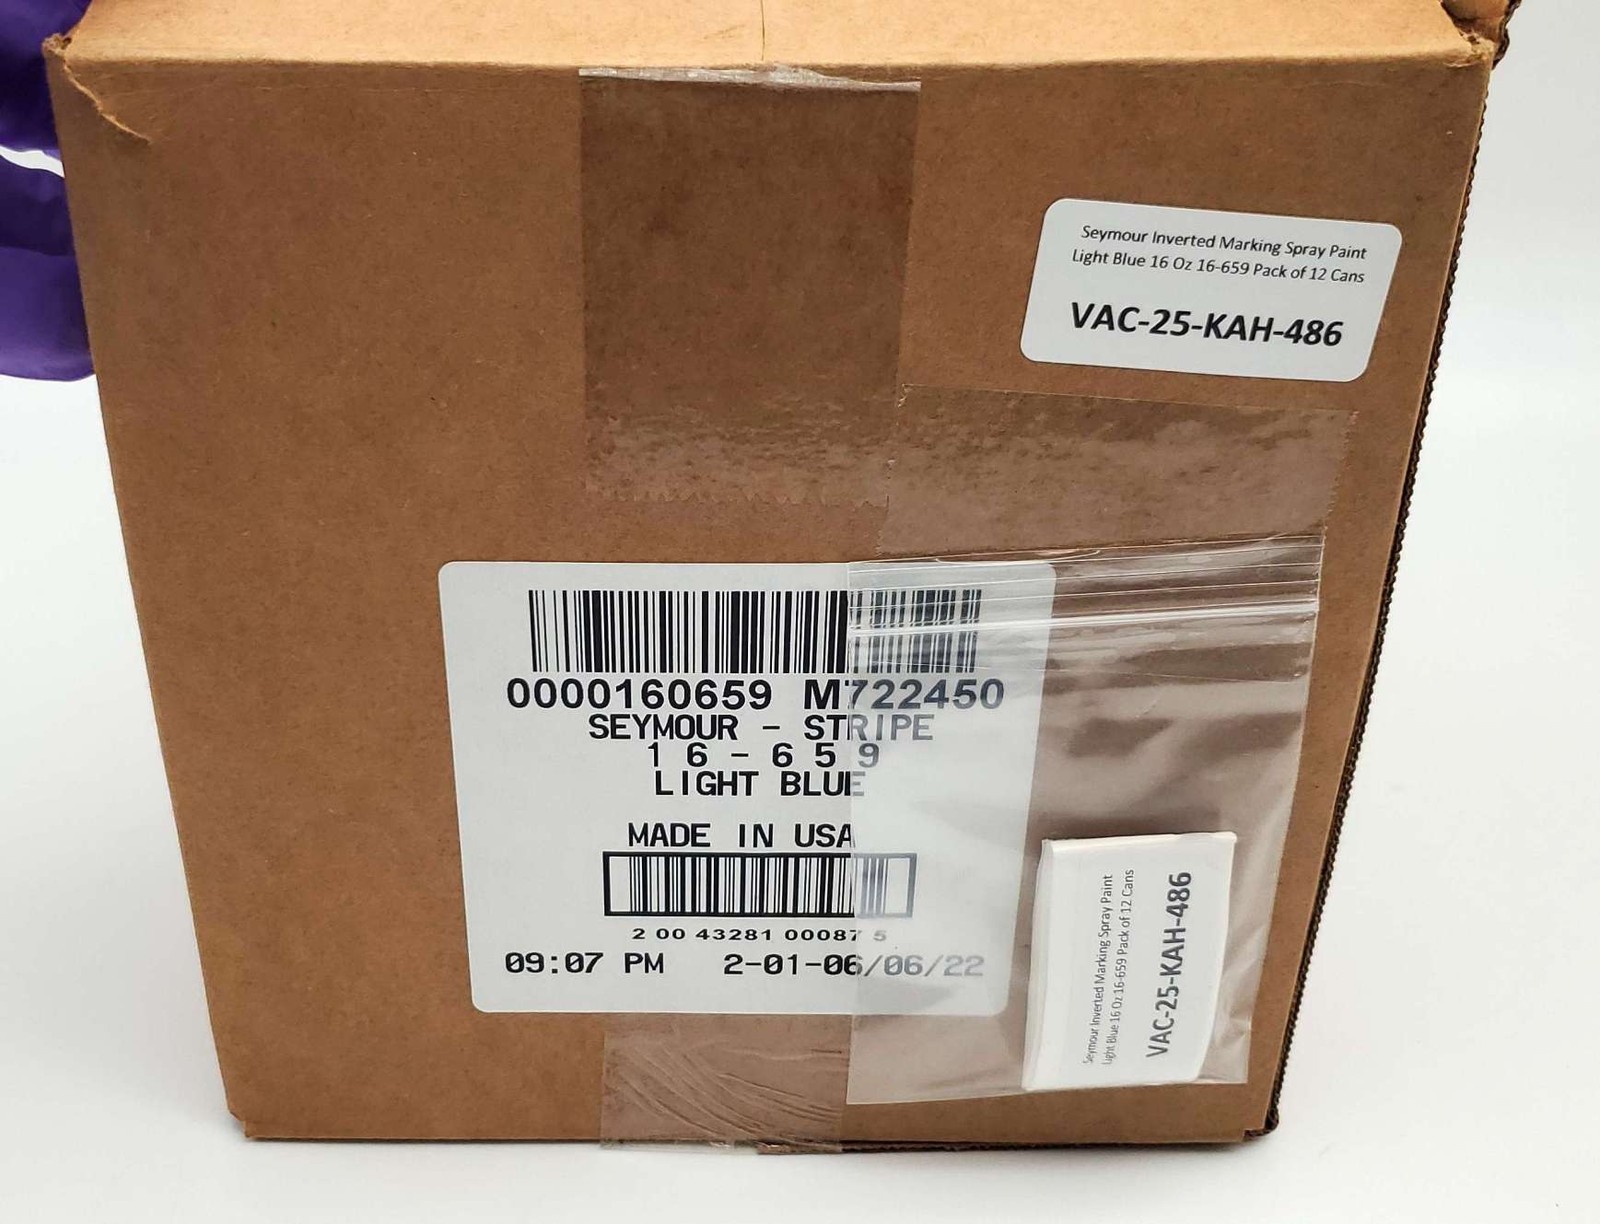 Seymour Inverted Marking Spray Paint
Light Blue 16 Oz 16-659 Pack of 12 Cans
VAC-25-KAH-486
0000160659 M722450
SEYMOUR - STRIPE
16-659
LIGHT BLUE
MADE IN USA
2 00 43281 00087 5
09:07 PM 2-01-06/06/22
Seymour Inverted Marking Spray Paint
Light Blue 16 Oz 16-659 Pack of 12 Cans
VAC-25-KAH-486